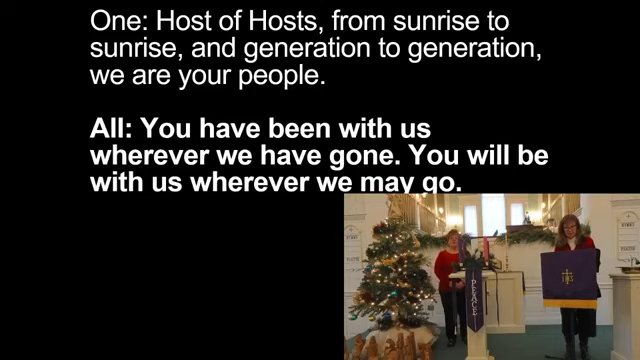 One: Host of Hosts, from sunrise to
sunrise, and generation to generation,
we are your people.
All: You have been with us
wherever we have gone. You will be
with us wherever we may go.
PEACE
IHS